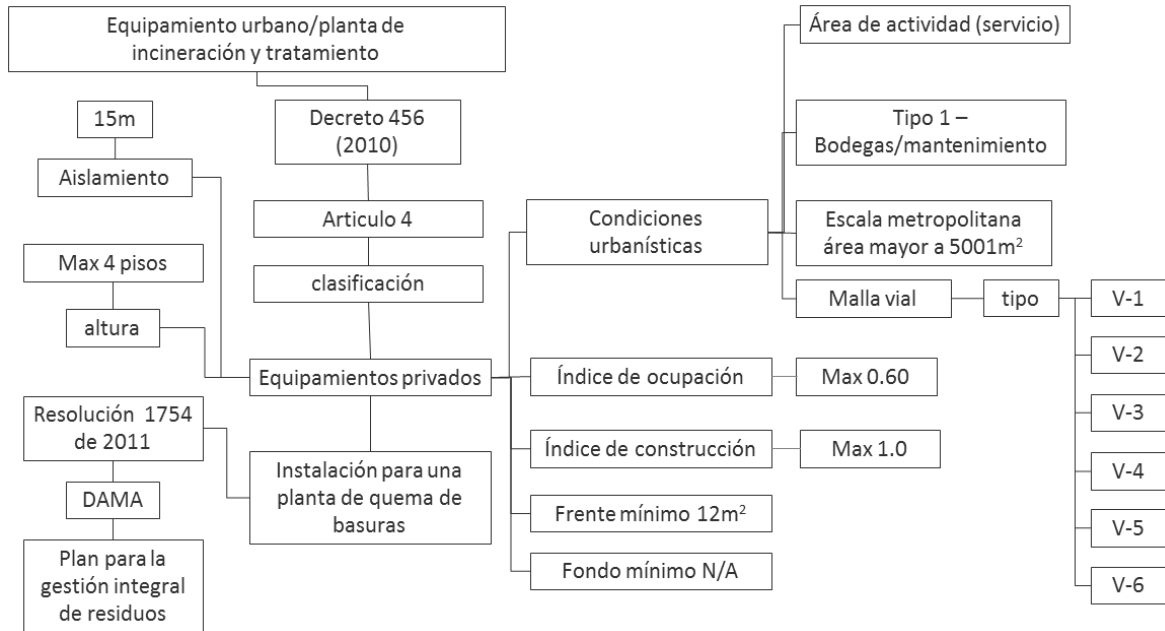 Equipamiento urbano/planta de
incineración y tratamiento
Decreto 456
(2010)
Articulo 4
clasificación
Equipamientos privados
Instalación para una
planta de quema de
basuras
15m
Aislamiento
Max 4 pisos
altura
Resolución 1754
de 2011
DAMA
Plan para la
gestión integral
de residuos
Condiciones
urbanísticas
Área de actividad (servicio)
Tipo 1 –
Bodegas/mantenimiento
Escala metropolitana
área mayor a 5001m²
Malla vial
tipo
V-1
V-2
V-3
V-4
V-5
V-6
Índice de ocupación
Max 0.60
Índice de construcción
Max 1.0
Frente mínimo 12m²
Fondo mínimo N/A